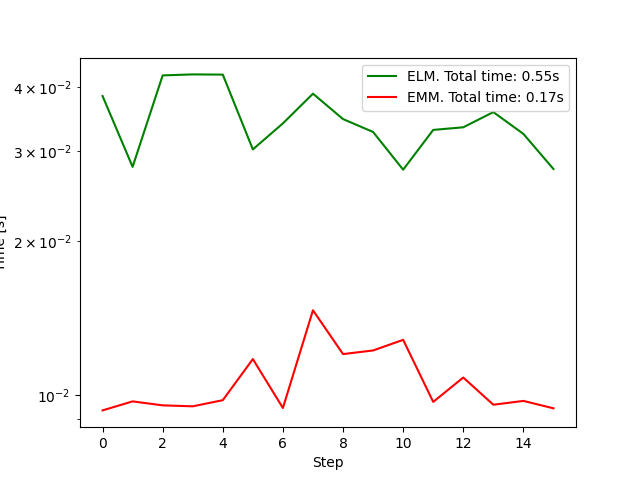 ELM. Total time: 0.55s
EMM. Total time: 0.17s
4 × 10⁻²
3 × 10⁻²
2 × 10⁻²
10⁻²
Time [s]
0 2 4 6 8 10 12 14
Step